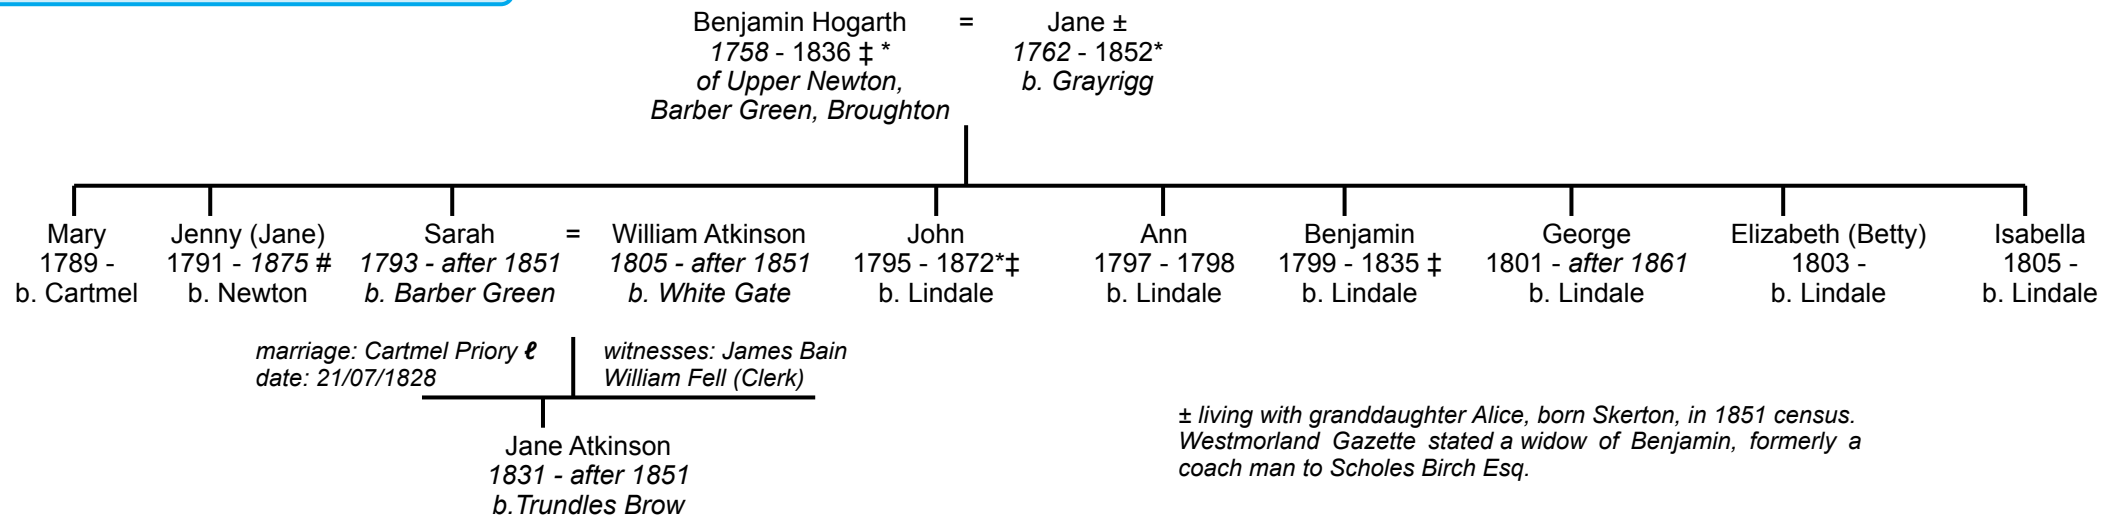 Benjamin Hogarth = Jane ±
1758 - 1836 ‡ * 1762 - 1852*
of Upper Newton, b. Grayrigg
Barber Green, Broughton
Mary Jenny (Jane) Sarah = William Atkinson John Ann Benjamin George Elizabeth (Betty) Isabella
1789 - 1791 - 1875 # 1793 - after 1851 1805 - after 1851 1795 - 1872*‡ 1797 - 1798 1799 - 1835 ‡ 1801 - after 1861 1803 - 1805 -
b. Cartmel b. Newton b. Barber Green b. White Gate b. Lindale b. Lindale b. Lindale b. Lindale b. Lindale b. Lindale
marriage: Cartmel Priory ℓ witnesses: James Bain
date: 21/07/1828 William Fell (Clerk)
Jane Atkinson
1831 - after 1851
b.Trundles Brow
± living with granddaughter Alice, born Skerton, in 1851 census.
Westmorland Gazette stated a widow of Benjamin, formerly a
coach man to Scholes Birch Esq.